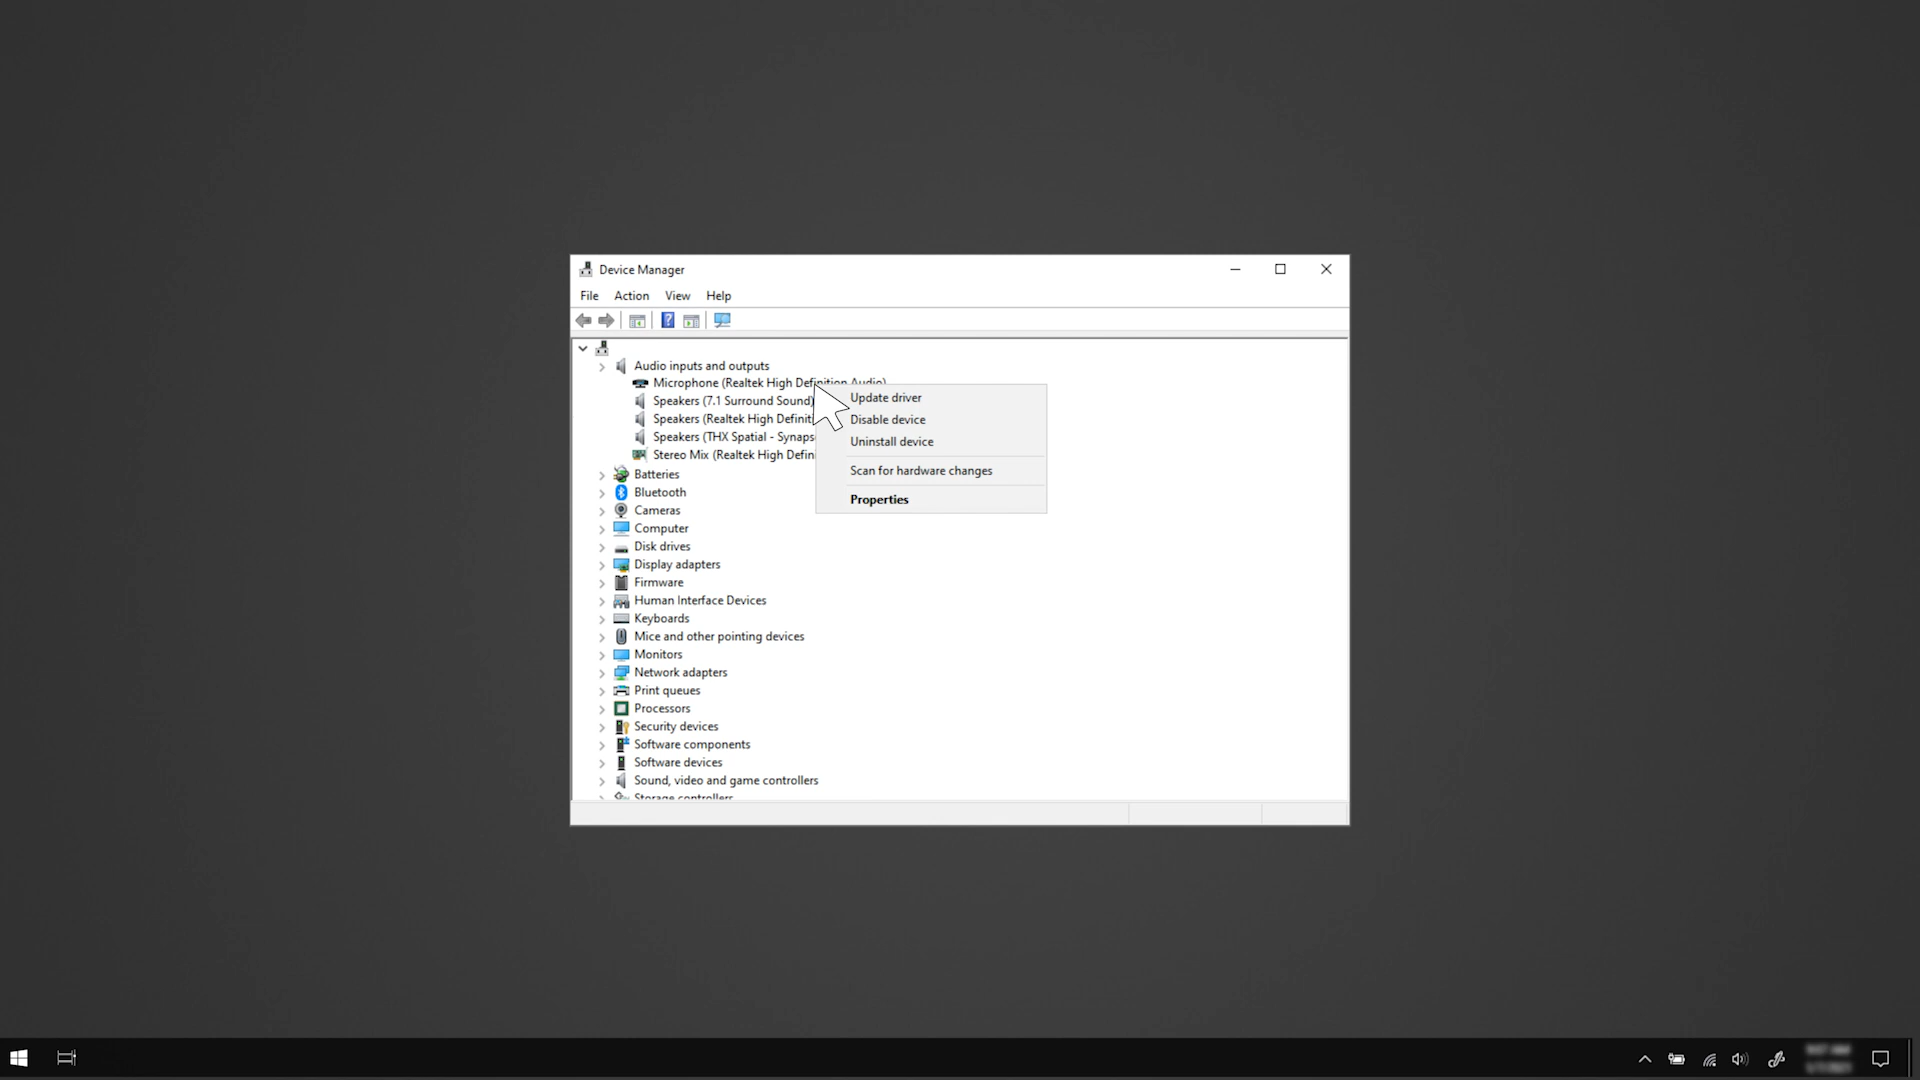 Device Manager
File Action View Help
Audio inputs and outputs
Microphone (Realtek High Definition Audio)
Speakers (7.1 Surround Sound)
Speakers (Realtek High Definiti
Speakers (THX Spatial - Synaps
Stereo Mix (Realtek High Defin
Update driver
Disable device
Uninstall device
Scan for hardware changes
Properties
Batteries
Bluetooth
Cameras
Computer
Disk drives
Display adapters
Firmware
Human Interface Devices
Keyboards
Mice and other pointing devices
Monitors
Network adapters
Print queues
Processors
Security devices
Software components
Software devices
Sound, video and game controllers
Storage controllers